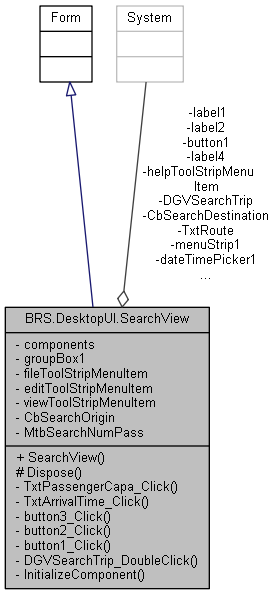 Form
System
-label1
-label2
-button1
-label4
-helpToolStripMenu
Item
-DGVSearchTrip
-CbSearchDestination
-TxtRoute
-menuStrip1
-dateTimePicker1
...
BRS.DesktopUI.SearchView
- components
- groupBox1
- fileToolStripMenuItem
- editToolStripMenuItem
- viewToolStripMenuItem
- CbSearchOrigin
- MtbSearchNumPass
+ SearchView()
# Dispose()
- TxtPassengerCapa_Click()
- TxtArrivalTime_Click()
- button3_Click()
- button2_Click()
- button1_Click()
- DGVSearchTrip_DoubleClick()
- InitializeComponent()